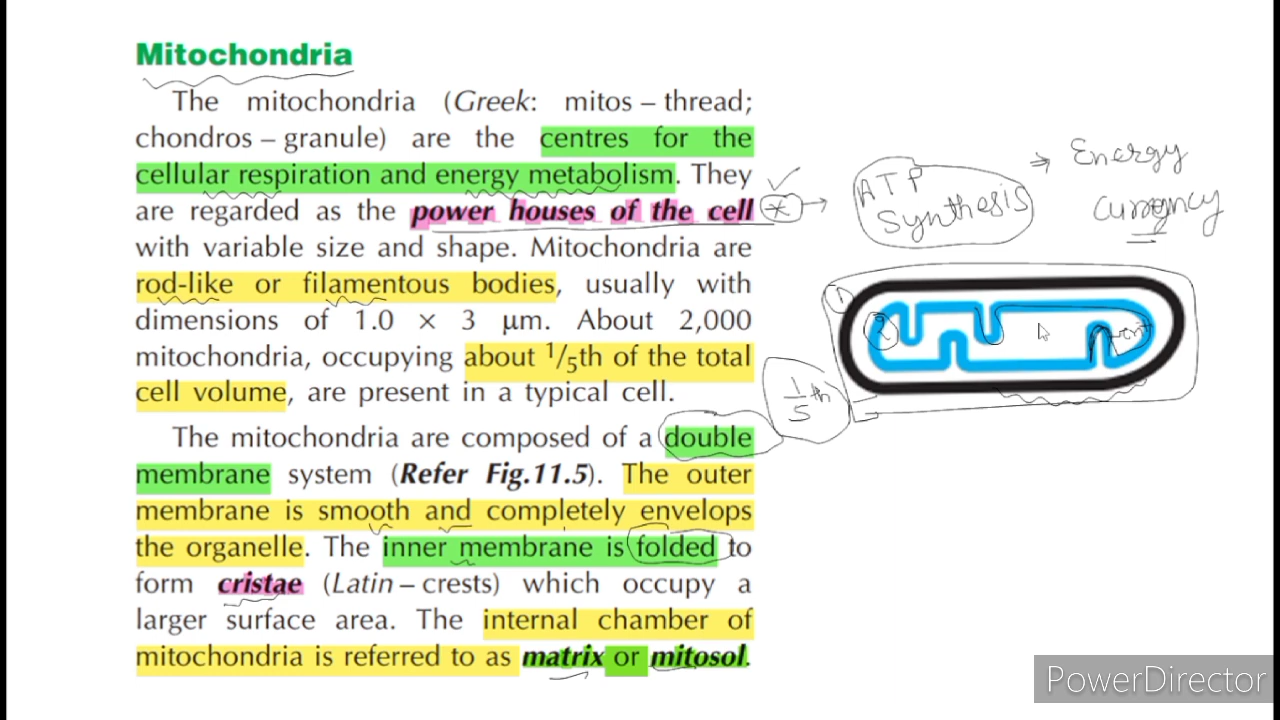 Mitochondria
The mitochondria (Greek: mitos – thread;
chondros – granule) are the centres for the
cellular respiration and energy metabolism. They
are regarded as the power houses of the cell
with variable size and shape. Mitochondria are
rod-like or filamentous bodies, usually with
dimensions of 1.0 × 3 μm. About 2,000
mitochondria, occupying about 1/5th of the total
cell volume, are present in a typical cell.
The mitochondria are composed of a double
membrane system (Refer Fig.11.5). The outer
membrane is smooth and completely envelops
the organelle. The inner membrane is folded to
form cristae (Latin – crests) which occupy a
larger surface area. The internal chamber of
mitochondria is referred to as matrix or mitosol.
ATP
Synthesis
Energy
currency
1
2
1/5 th
PowerDirector